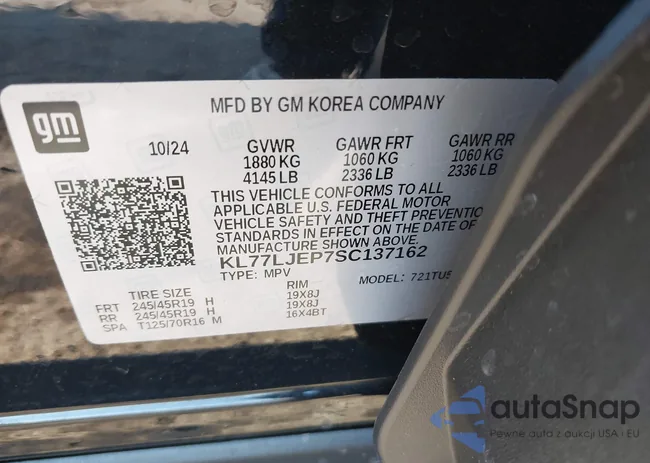 gm
MFD BY GM KOREA COMPANY
10/24 GVWR GAWR FRT GAWR RR
1880 KG 1060 KG 1060 KG
4145 LB 2336 LB 2336 LB
THIS VEHICLE CONFORMS TO ALL
APPLICABLE U.S. FEDERAL MOTOR
VEHICLE SAFETY AND THEFT PREVENTIO
STANDARDS IN EFFECT ON THE DATE OF
MANUFACTURE SHOWN ABOVE.
KL77LJEP7SC137162
TYPE: MPV MODEL: 721TU5
TIRE SIZE RIM
FRT 245/45R19 H 19X8J
RR 245/45R19 H 19X8J
SPA T125/70R16 M 16X4BT
autaSnap
Pewne auta z aukcji USA i EU